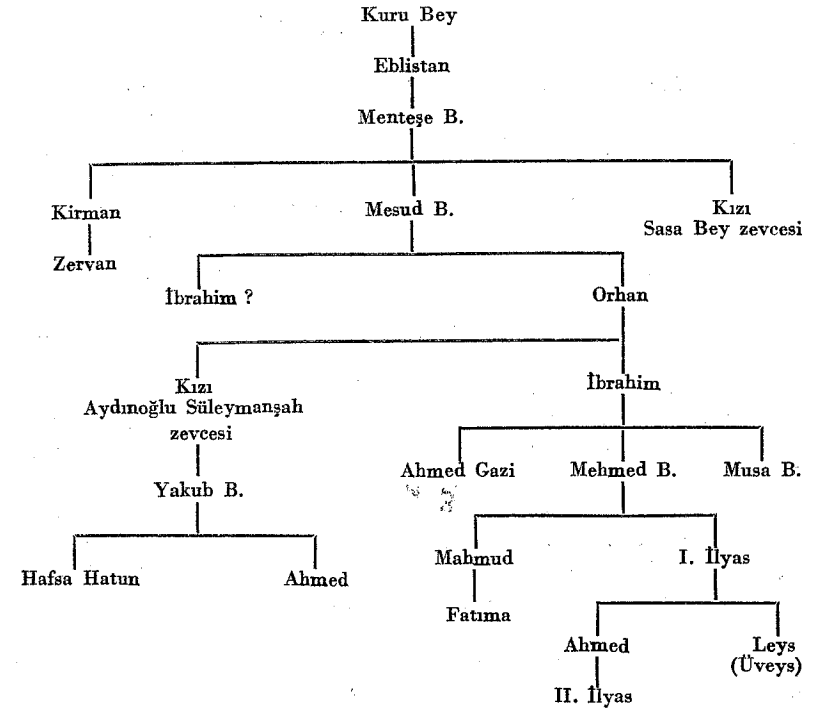 Kuru Bey
Eblistan
Menteşe B.
Kirman
Mesud B.
Kızı
Sasa Bey zevcesi
Zervan
İbrahim ?
Orhan
Kızı
Aydınoğlu Süleymanşah
zevcesi
İbrahim
Ahmed Gazi
Mehmed B.
Musa B.
Yakub B.
Hafsa Hatun
Ahmed
Mahmud
I. İlyas
Fatıma
Ahmed
Leys
(Üveys)
II. İlyas